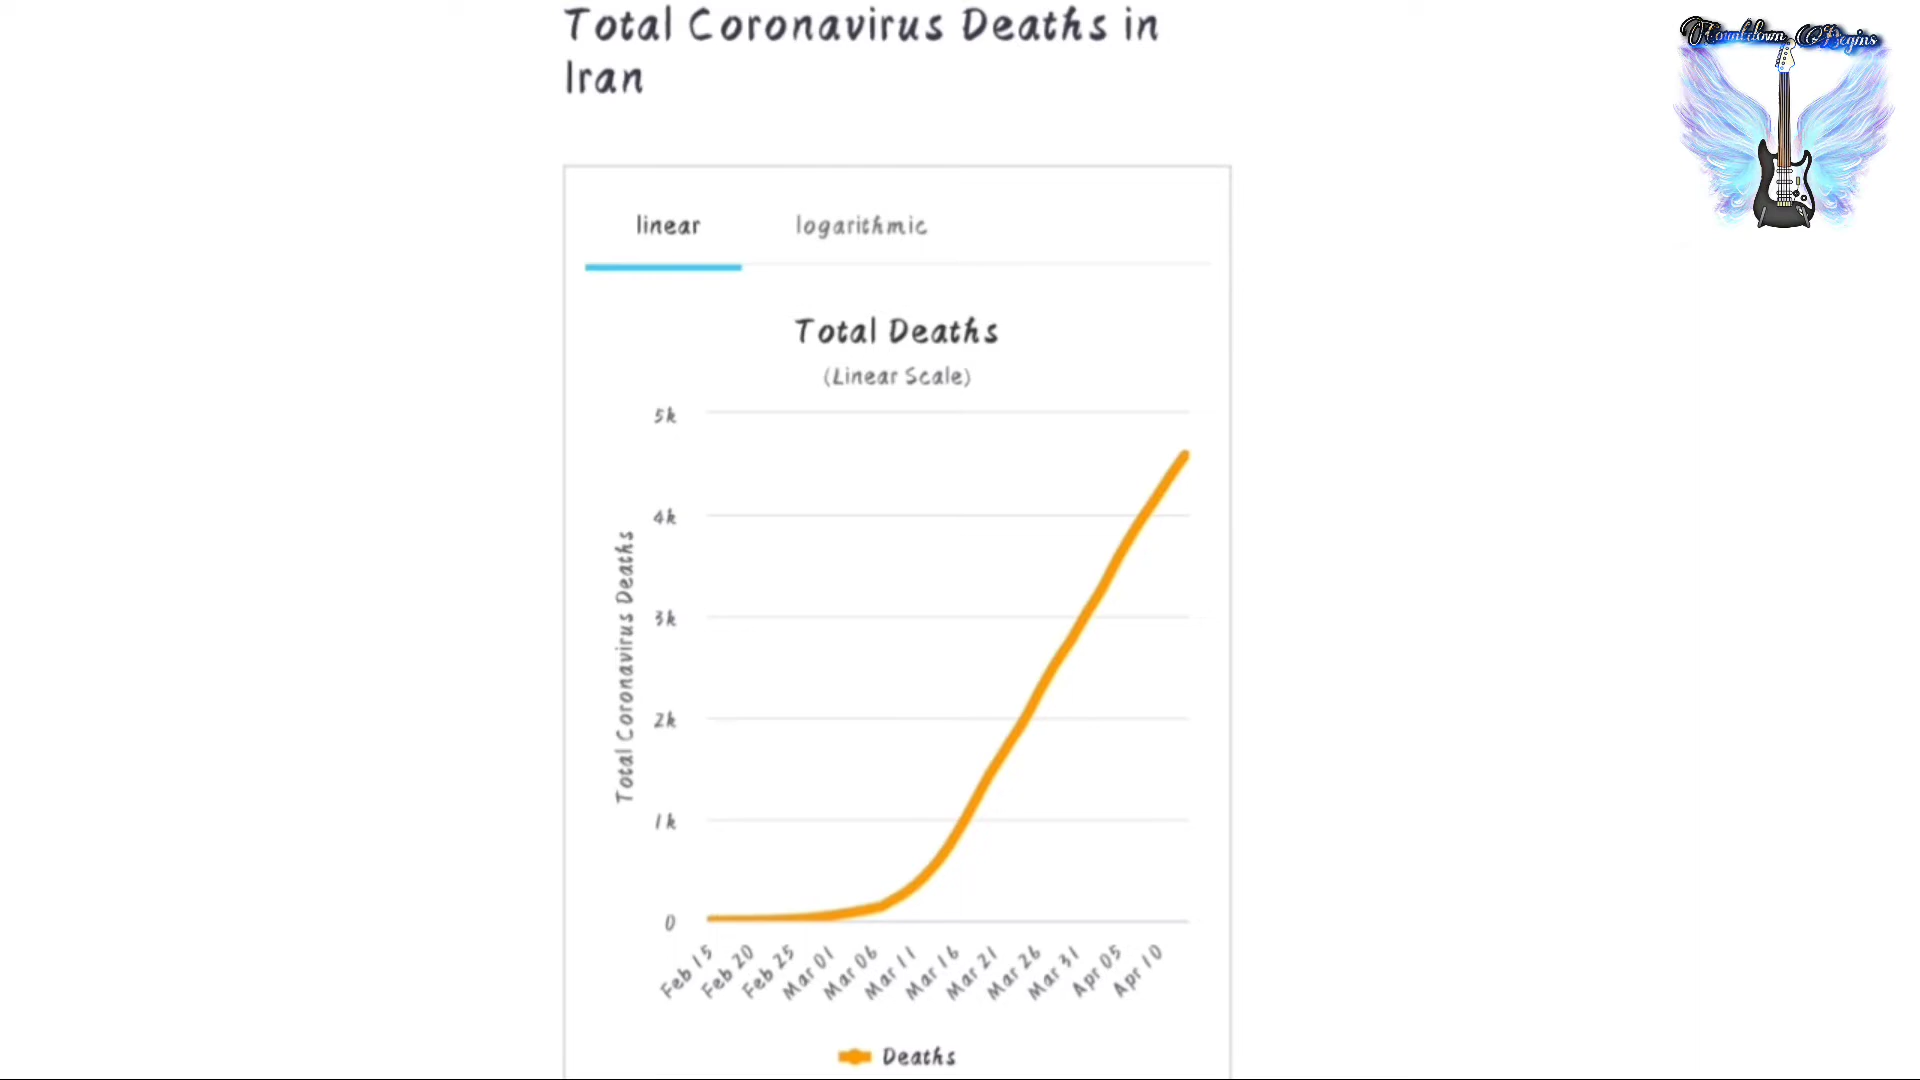 Total Coronavirus Deaths in
Iran
Countdown Begins
linear logarithmic
Total Deaths
(Linear Scale)
Total Coronavirus Deaths
5k
4k
3k
2k
1k
0
Feb 15 Feb 20 Feb 25 Mar 01 Mar 06 Mar 11 Mar 16 Mar 21 Mar 26 Mar 31 Apr 05 Apr 10
Deaths